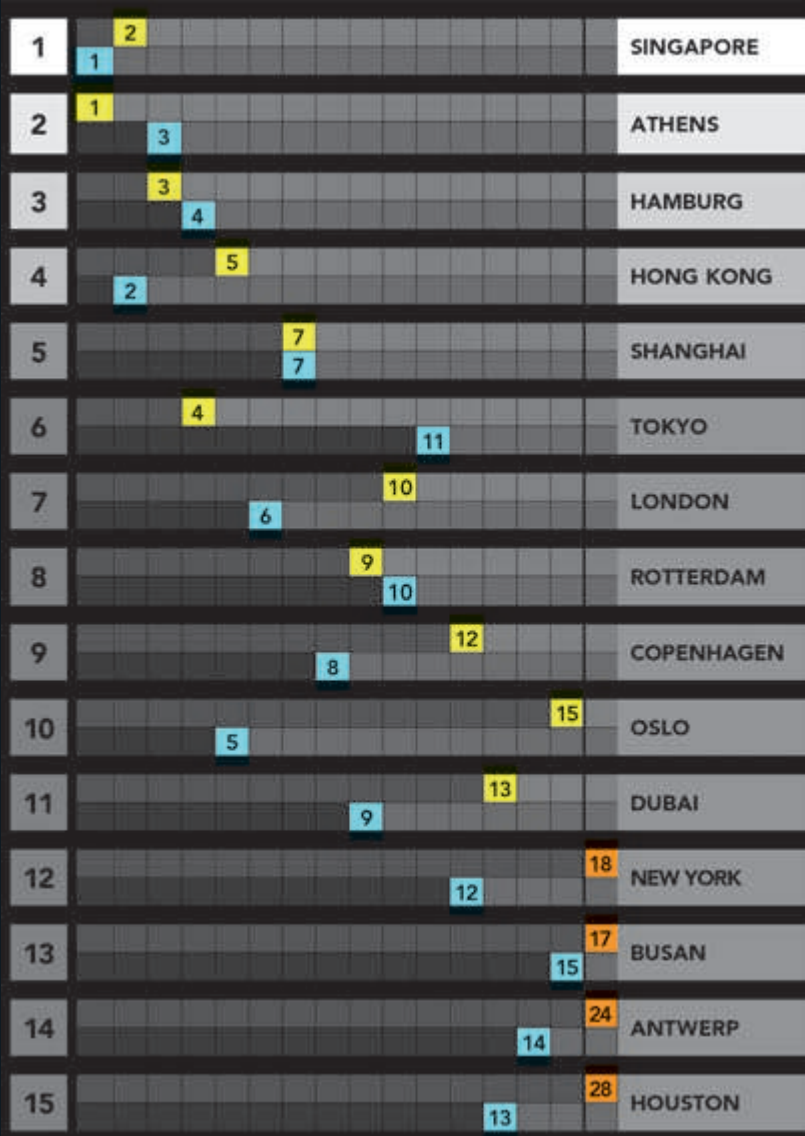 2
1 SINGAPORE
1
1
2 ATHENS
3
3
3 HAMBURG
4
5
4 HONG KONG
2
7
5 SHANGHAI
7
4
6 TOKYO
11
10
7 LONDON
6
9
8 ROTTERDAM
10
12
9 COPENHAGEN
8
15
10 OSLO
5
13
11 DUBAI
9
18
12 NEW YORK
12
17
13 BUSAN
15
24
14 ANTWERP
14
28
15 HOUSTON
13